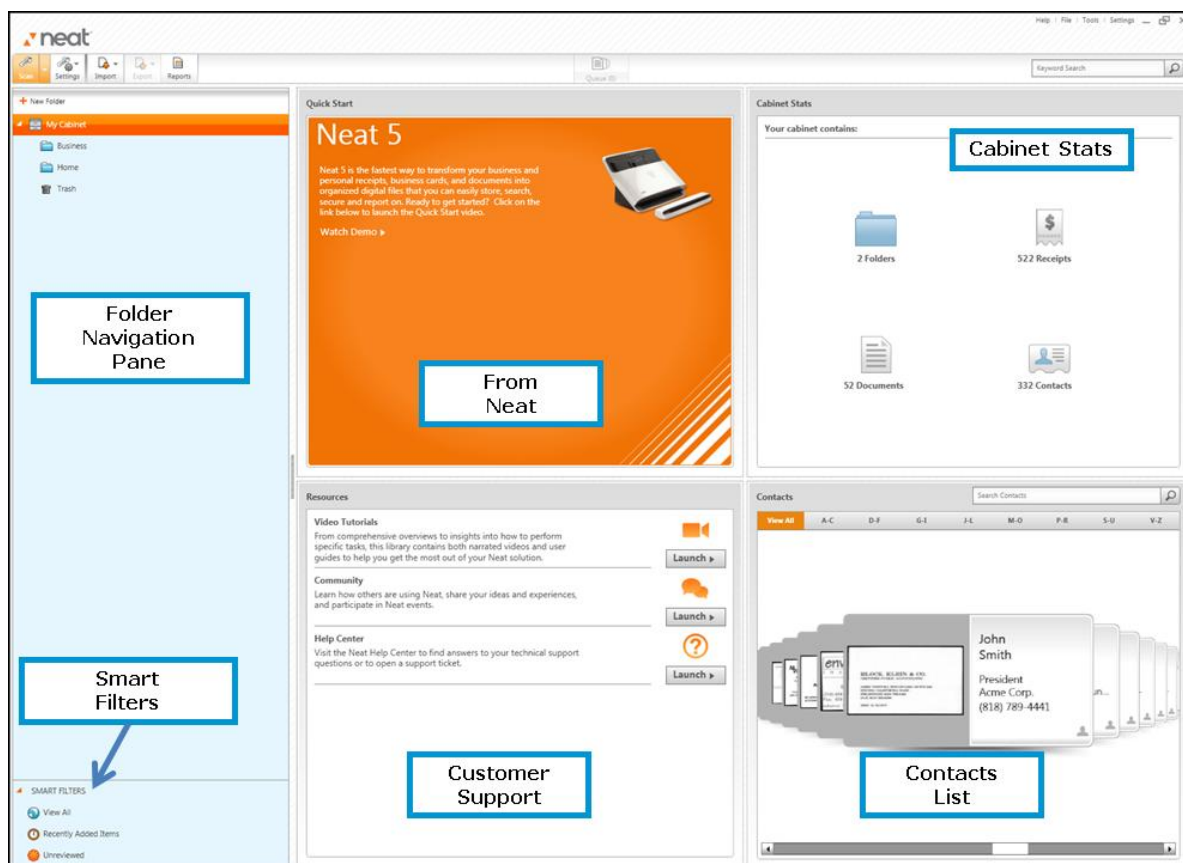 Help File Tools Settings
neat
Scan Settings Import Export Reports
Queue (0)
Keyword Search
New Folder
My Cabinet
Business
Home
Trash
Folder
Navigation
Pane
Smart
Filters
SMART FILTERS
View All
Recently Added Items
Unreviewed
Quick Start
Neat 5
Neat 5 is the fastest way to transform your business and
personal receipts, business cards, and documents into
organized digital files that you can easily store, search,
secure and report on. Ready to get started? Click on the
link below to launch the Quick Start video.
Watch Demo
From
Neat
Cabinet Stats
Your cabinet contains:
Cabinet Stats
2 Folders
522 Receipts
52 Documents
332 Contacts
Resources
Video Tutorials
From comprehensive overviews to insights into how to perform
specific tasks, this library contains both narrated videos and user
guides to help you get the most out of your Neat solution.
Launch
Community
Learn how others are using Neat, share your ideas and experiences,
and participate in Neat events.
Launch
Help Center
Visit the Neat Help Center to find answers to your technical support
questions or to open a support ticket.
Launch
Customer
Support
Contacts
Search Contacts
View All A-C D-F G-I J-L M-O P-R S-U V-Z
BLOCK, KLEIN & CO.
John
Smith
President
Acme Corp.
(818) 789-4441
Contacts
List